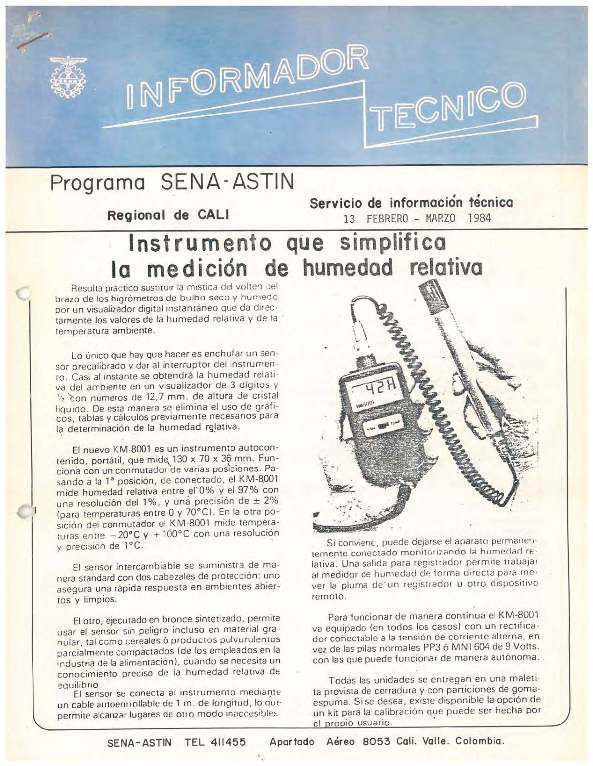 INFORMADOR
TECNICO
Programa SENA-ASTIN
Regional de CALI
Servicio de información técnica
13 FEBRERO - MARZO 1984
Instrumento que simplifica
la medición de humedad relativa
Resulta práctico sustituir la mística del volteo del
brazo de los higrómetros de bulbo seco y húmedo
por un visualizador digital instantáneo que da direc-
tamente los valores de la humedad relativa y de la
temperatura ambiente.
Lo único que hay que hacer es enchufar un sen-
sor precalibrado y dar al interruptor del instrumen-
to. Casi al instante se obtendrá la humedad relati-
va del ambiente en un visualizador de 3 dígitos y
½ con números de 12,7 mm. de altura de cristal
líquido. De esta manera se elimina el uso de gráfi-
cos, tablas y cálculos previamente necesarios para
la determinación de la humedad relativa.
El nuevo KM-8001 es un instrumento autocon-
tenido, portátil, que mide 130 x 70 x 36 mm. Fun-
ciona con un conmutador de varias posiciones. Pa-
sando a la 1ª posición, de conectado, el KM-8001
mide humedad relativa entre el 0% y el 97% con
una resolución del 1%, y una precisión de ± 2%
(para temperaturas entre 0 y 70°C). En la otra po-
sición del conmutador el KM-8001 mide tempera-
turas entre −20°C y +100°C con una resolución
y precisión de 1°C.
El sensor intercambiable se suministra de ma-
nera standard con dos cabezales de protección: uno
asegura una rápida respuesta en ambientes abier-
tos y limpios.
El otro, ejecutado en bronce sintetizado, permite
usar el sensor sin peligro incluso en material gra-
nular, tal como cereales ó productos pulvurulentos
parcialmente compactados (de los empleados en la
industria de la alimentación), cuando se necesita un
conocimiento preciso de la humedad relativa de
equilibrio.
El sensor se conecta al instrumento mediante
un cable autoenrollable de 1 m. de longitud, lo que
permite alcanzar lugares de otro modo inaccesibles.
42H
Si conviene, puede dejarse el aparato permanen-
temente conectado monitorizando la humedad re-
lativa. Una salida para registrador permite trabajar
al medidor de humedad de forma directa para mo-
ver la pluma de un registrador u otro dispositivo
remoto.
Para funcionar de manera contínua el KM-8001
va equipado (en todos los casos) con un rectifica-
dor conectable a la tensión de corriente alterna, en
vez de las pilas normales PP3 ó MN1604 de 9 Volts.
con las que puede funcionar de manera autónoma.
Todas las unidades se entregan en una maleti-
ta provista de cerradura y con particiones de goma-
espuma. Si se desea, existe disponible la opción de
un kit para la calibración que puede ser hecha por
el propio usuario.
SENA-ASTIN TEL 411455 Apartado Aéreo 8053 Cali. Valle. Colombia.